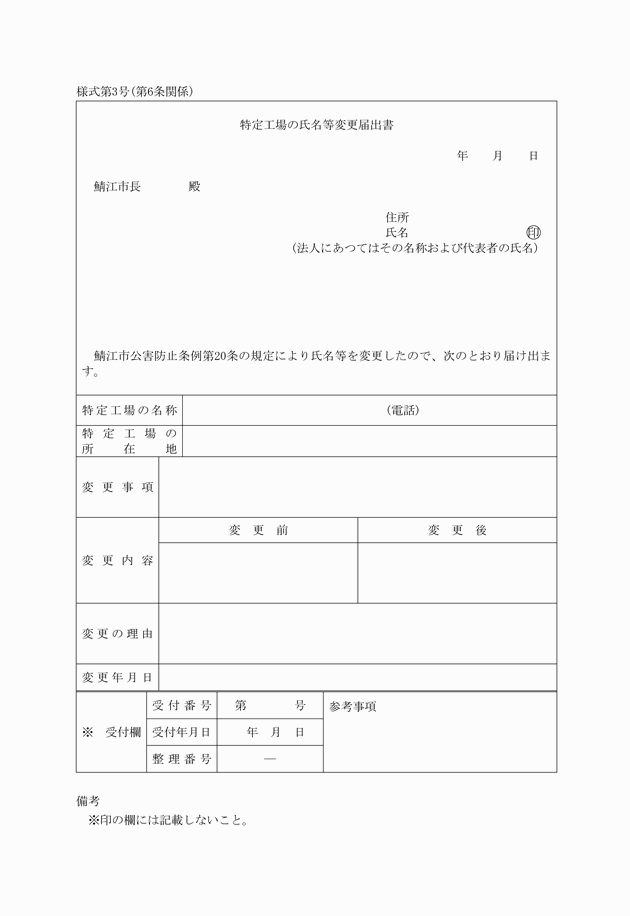 様式第3号(第6条関係)
特定工場の氏名等変更届出書
年　　月　　日
鯖江市長　　　　殿
住所
氏名　　　　　　　　　　㊞
(法人にあつてはその名称および代表者の氏名)
鯖江市公害防止条例第20条の規定により氏名等を変更したので、次のとおり届け出ま
す。
特定工場の名称　　(電話)
特定工場の
所在地
変更事項
変更前　　変更後
変更内容
変更の理由
変更年月日
受付番号　第　　　　号　参考事項
※　受付欄　受付年月日　年　月　日
整理番号　―
備考
※印の欄には記載しないこと。